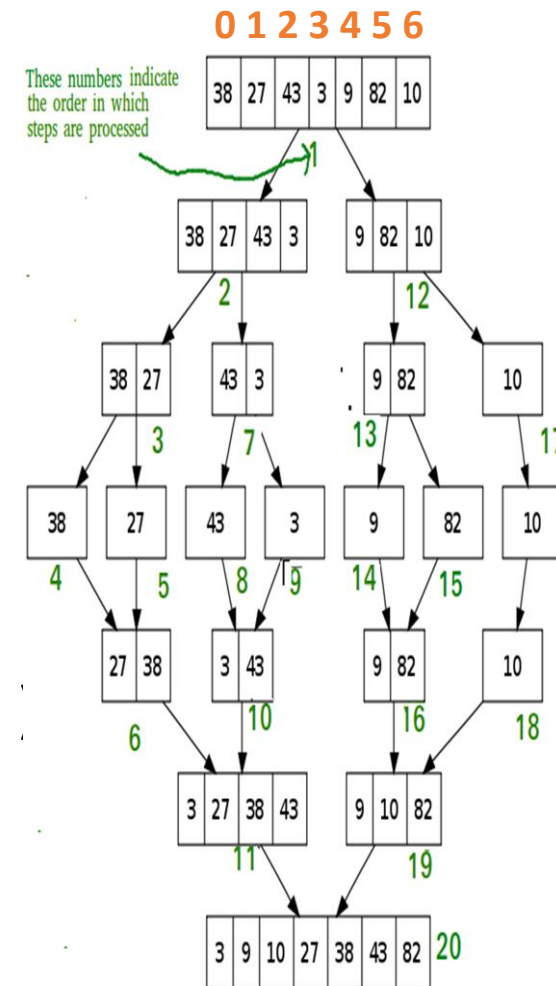 0 1 2 3 4 5 6
These numbers indicate
the order in which
steps are processed
38 27 43 3 9 82 10
1
38 27 43 3 9 82 10
2 12
38 27 43 3 9 82 10
3 7 13 17
38 27 43 3 9 82 10
4 5 8 9 14 15
27 38 3 43 9 82 10
6 10 16 18
3 27 38 43 9 10 82
11 19
3 9 10 27 38 43 82 20